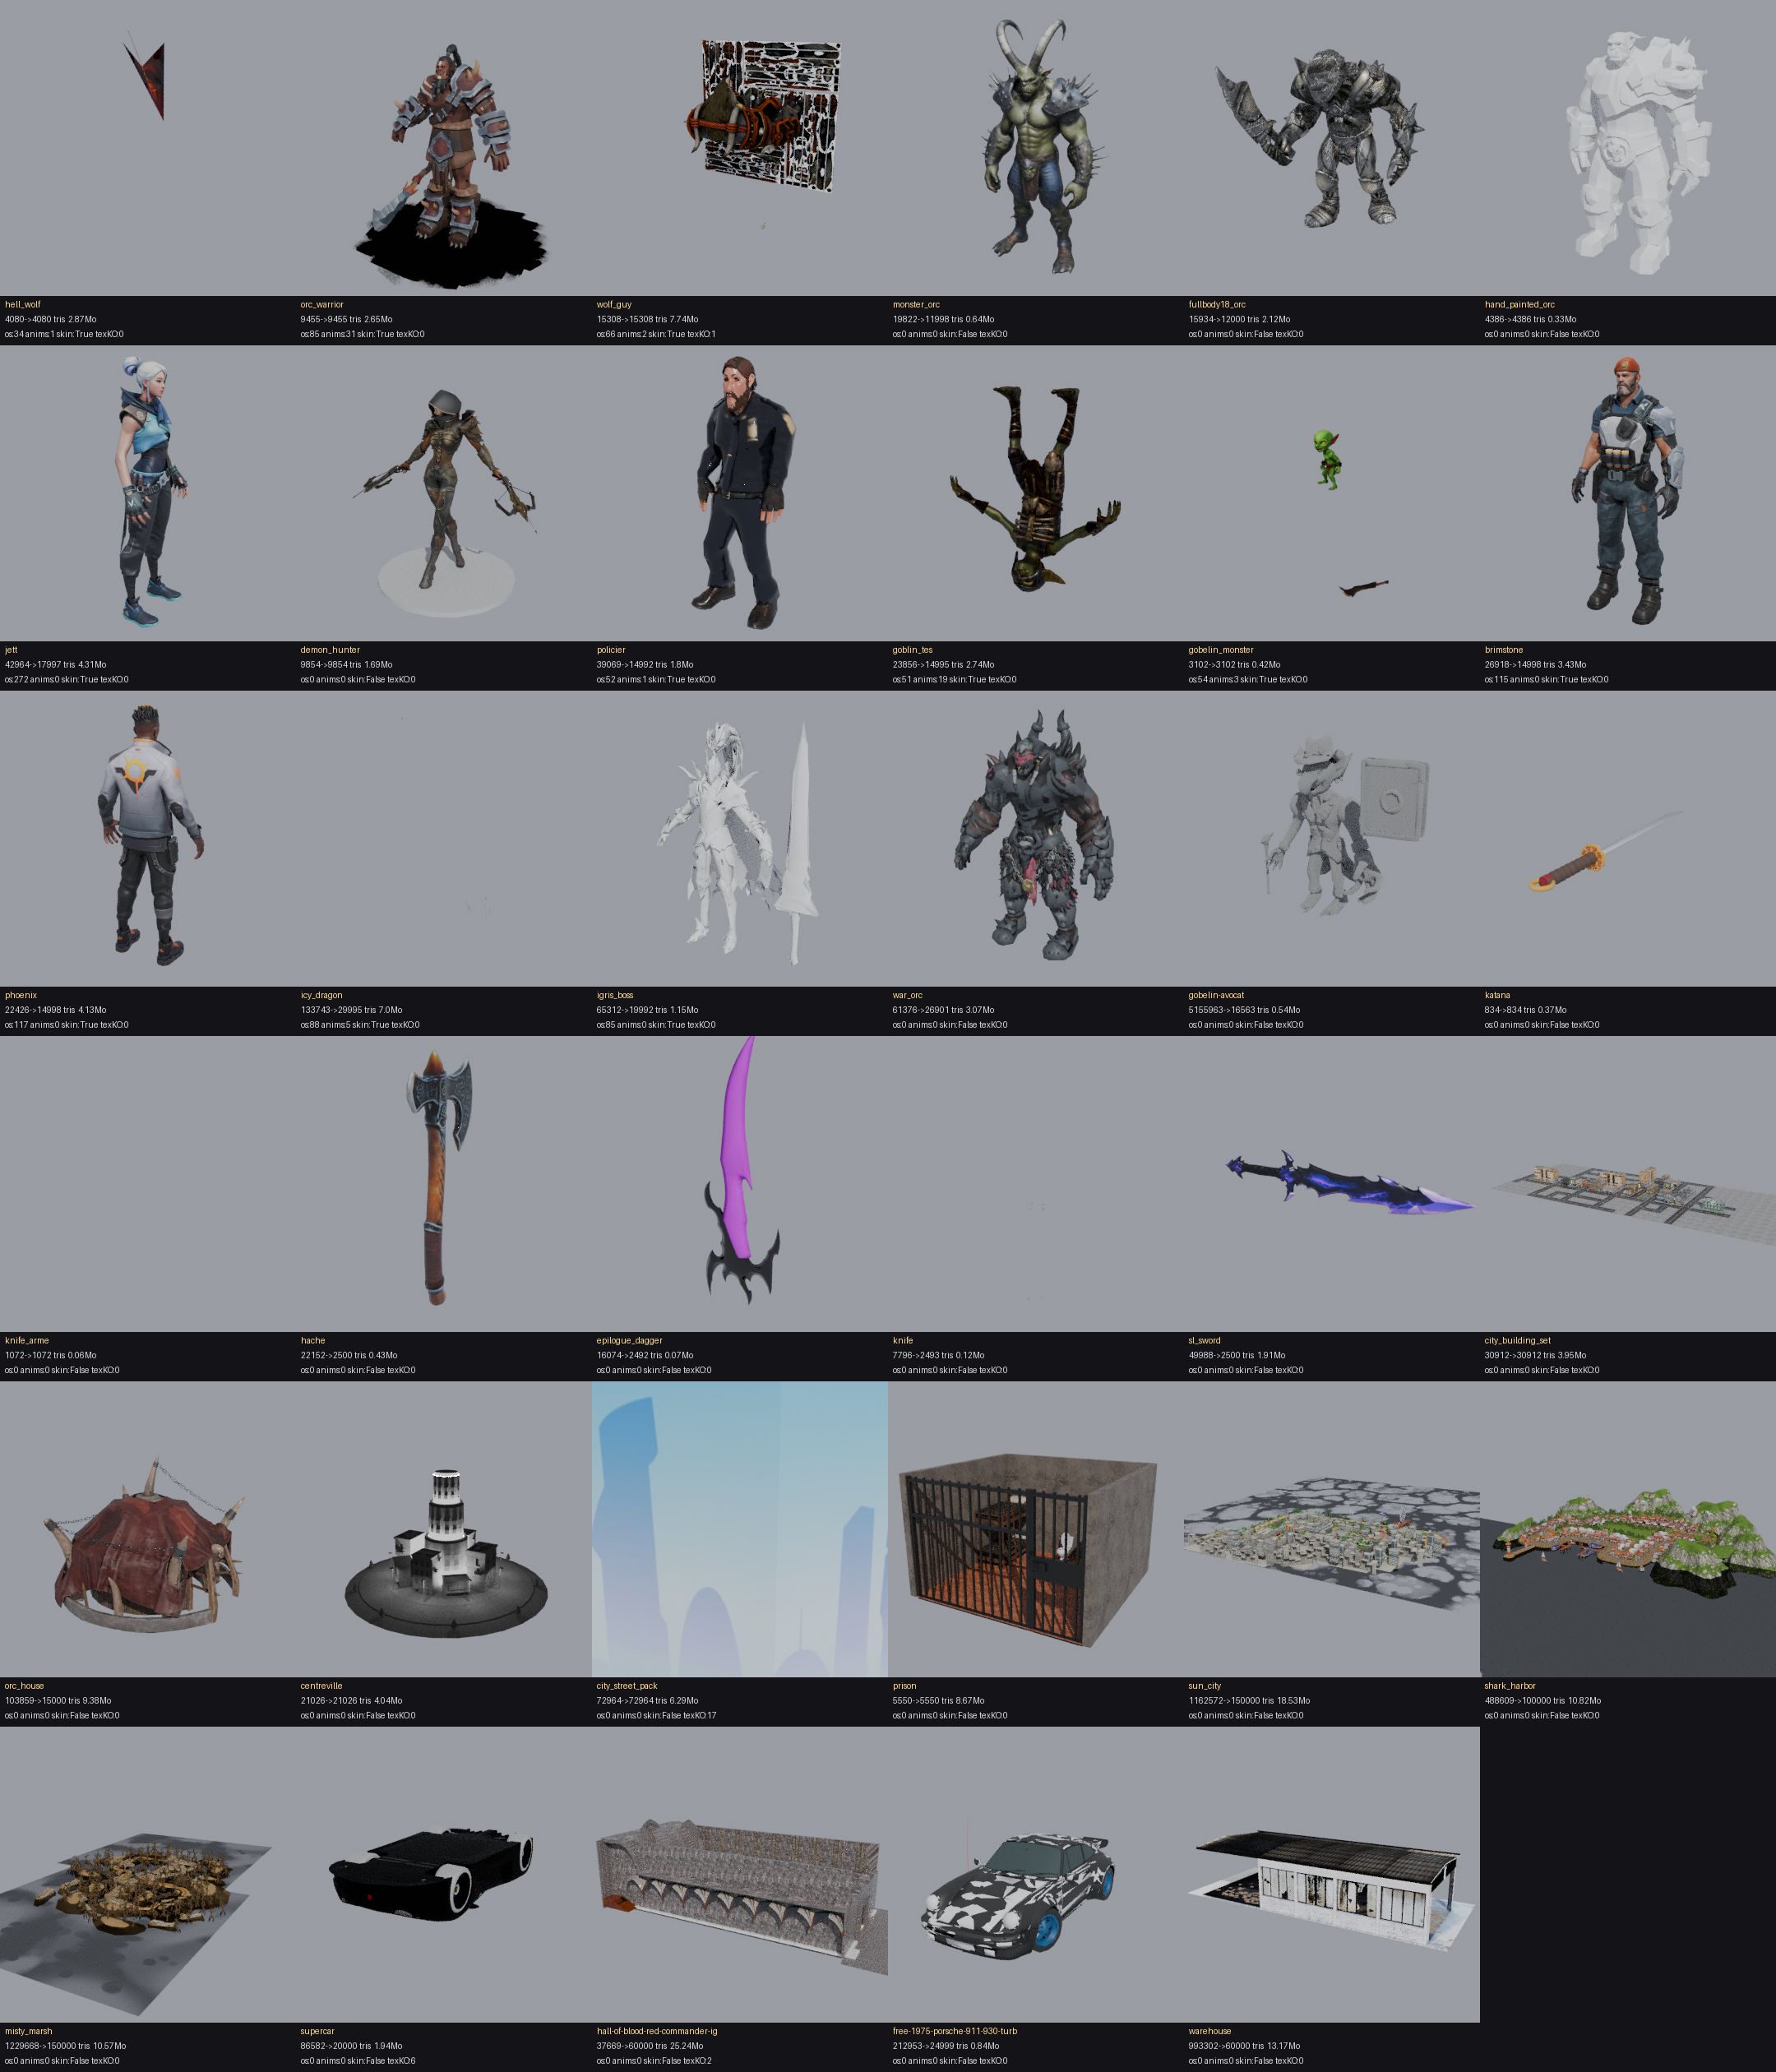 hell_wolf
4080->4080 tris 2.87Mo
os:34 anims:1 skin:True texKO:0
orc_warrior
9455->9455 tris 2.65Mo
os:85 anims:31 skin:True texKO:0
wolf_guy
15308->15308 tris 7.74Mo
os:66 anims:2 skin:True texKO:1
monster_orc
19822->11998 tris 0.64Mo
os:0 anims:0 skin:False texKO:0
fullbody18_orc
15934->12000 tris 2.12Mo
os:0 anims:0 skin:False texKO:0
hand_painted_orc
4386->4386 tris 0.33Mo
os:0 anims:0 skin:False texKO:0
jett
42964->17997 tris 4.31Mo
os:272 anims:0 skin:True texKO:0
demon_hunter
9854->9854 tris 1.69Mo
os:0 anims:0 skin:False texKO:0
policier
39069->14992 tris 1.8Mo
os:52 anims:1 skin:True texKO:0
goblin_tes
23856->14995 tris 2.74Mo
os:51 anims:19 skin:True texKO:0
gobelin_monster
3102->3102 tris 0.42Mo
os:54 anims:3 skin:True texKO:0
brimstone
26918->14998 tris 3.43Mo
os:115 anims:0 skin:True texKO:0
phoenix
22426->14998 tris 4.13Mo
os:117 anims:0 skin:True texKO:0
icy_dragon
133743->29995 tris 7.0Mo
os:88 anims:5 skin:True texKO:0
igris_boss
65312->19992 tris 1.15Mo
os:85 anims:0 skin:True texKO:0
war_orc
61376->26901 tris 3.07Mo
os:0 anims:0 skin:False texKO:0
gobelin-avocat
5155963->16563 tris 0.54Mo
os:0 anims:0 skin:False texKO:0
katana
834->834 tris 0.37Mo
os:0 anims:0 skin:False texKO:0
knife_arme
1072->1072 tris 0.06Mo
os:0 anims:0 skin:False texKO:0
hache
22152->2500 tris 0.43Mo
os:0 anims:0 skin:False texKO:0
epilogue_dagger
16074->2492 tris 0.07Mo
os:0 anims:0 skin:False texKO:0
knife
7796->2493 tris 0.12Mo
os:0 anims:0 skin:False texKO:0
sl_sword
49988->2500 tris 1.91Mo
os:0 anims:0 skin:False texKO:0
city_building_set
30912->30912 tris 3.95Mo
os:0 anims:0 skin:False texKO:0
orc_house
103859->15000 tris 9.38Mo
os:0 anims:0 skin:False texKO:0
centreville
21026->21026 tris 4.04Mo
os:0 anims:0 skin:False texKO:0
city_street_pack
72964->72964 tris 6.29Mo
os:0 anims:0 skin:False texKO:17
prison
5550->5550 tris 8.67Mo
os:0 anims:0 skin:False texKO:0
sun_city
1162572->150000 tris 18.53Mo
os:0 anims:0 skin:False texKO:0
shark_harbor
488609->100000 tris 10.82Mo
os:0 anims:0 skin:False texKO:0
misty_marsh
1229668->150000 tris 10.57Mo
os:0 anims:0 skin:False texKO:0
supercar
86582->20000 tris 1.94Mo
os:0 anims:0 skin:False texKO:6
hall-of-blood-red-commander-ig
37669->60000 tris 25.24Mo
os:0 anims:0 skin:False texKO:2
free-1975-porsche-911-930-turb
212953->24999 tris 0.84Mo
os:0 anims:0 skin:False texKO:0
warehouse
993302->60000 tris 13.17Mo
os:0 anims:0 skin:False texKO:0